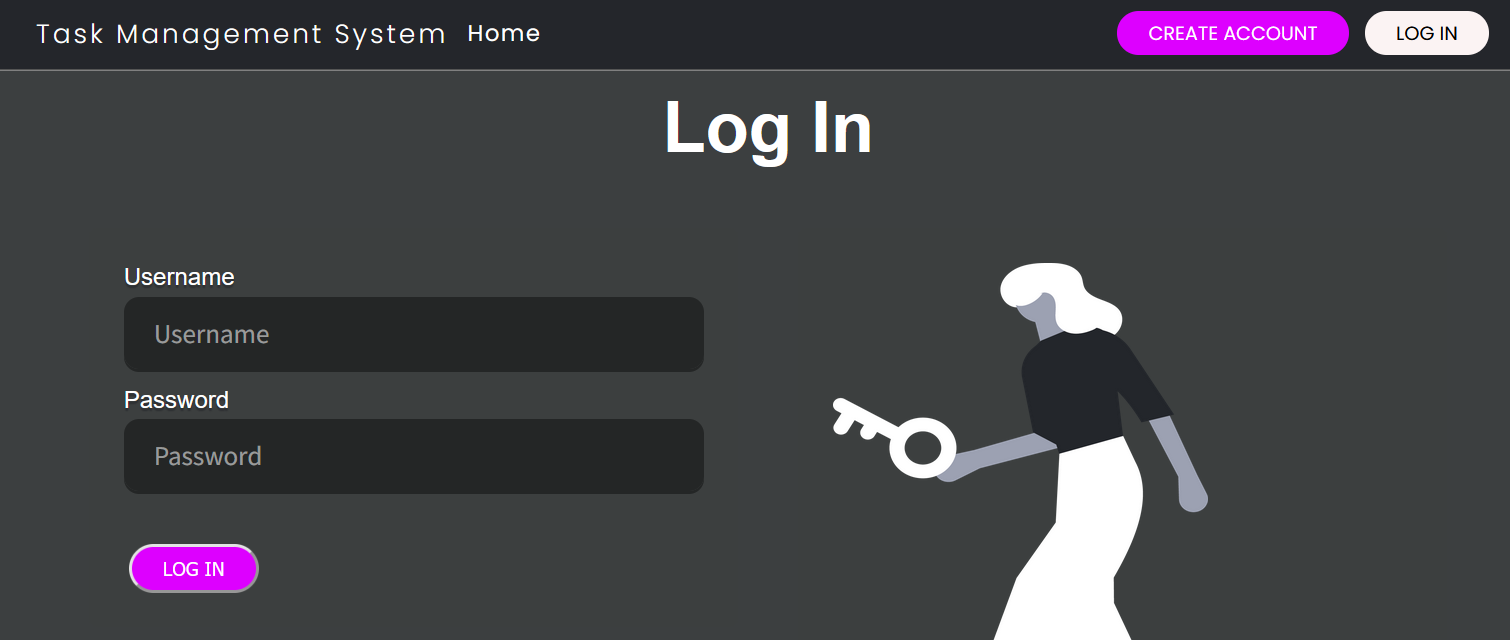 Task Management System Home CREATE ACCOUNT LOG IN
Log In
Username
Username
Password
Password
LOG IN